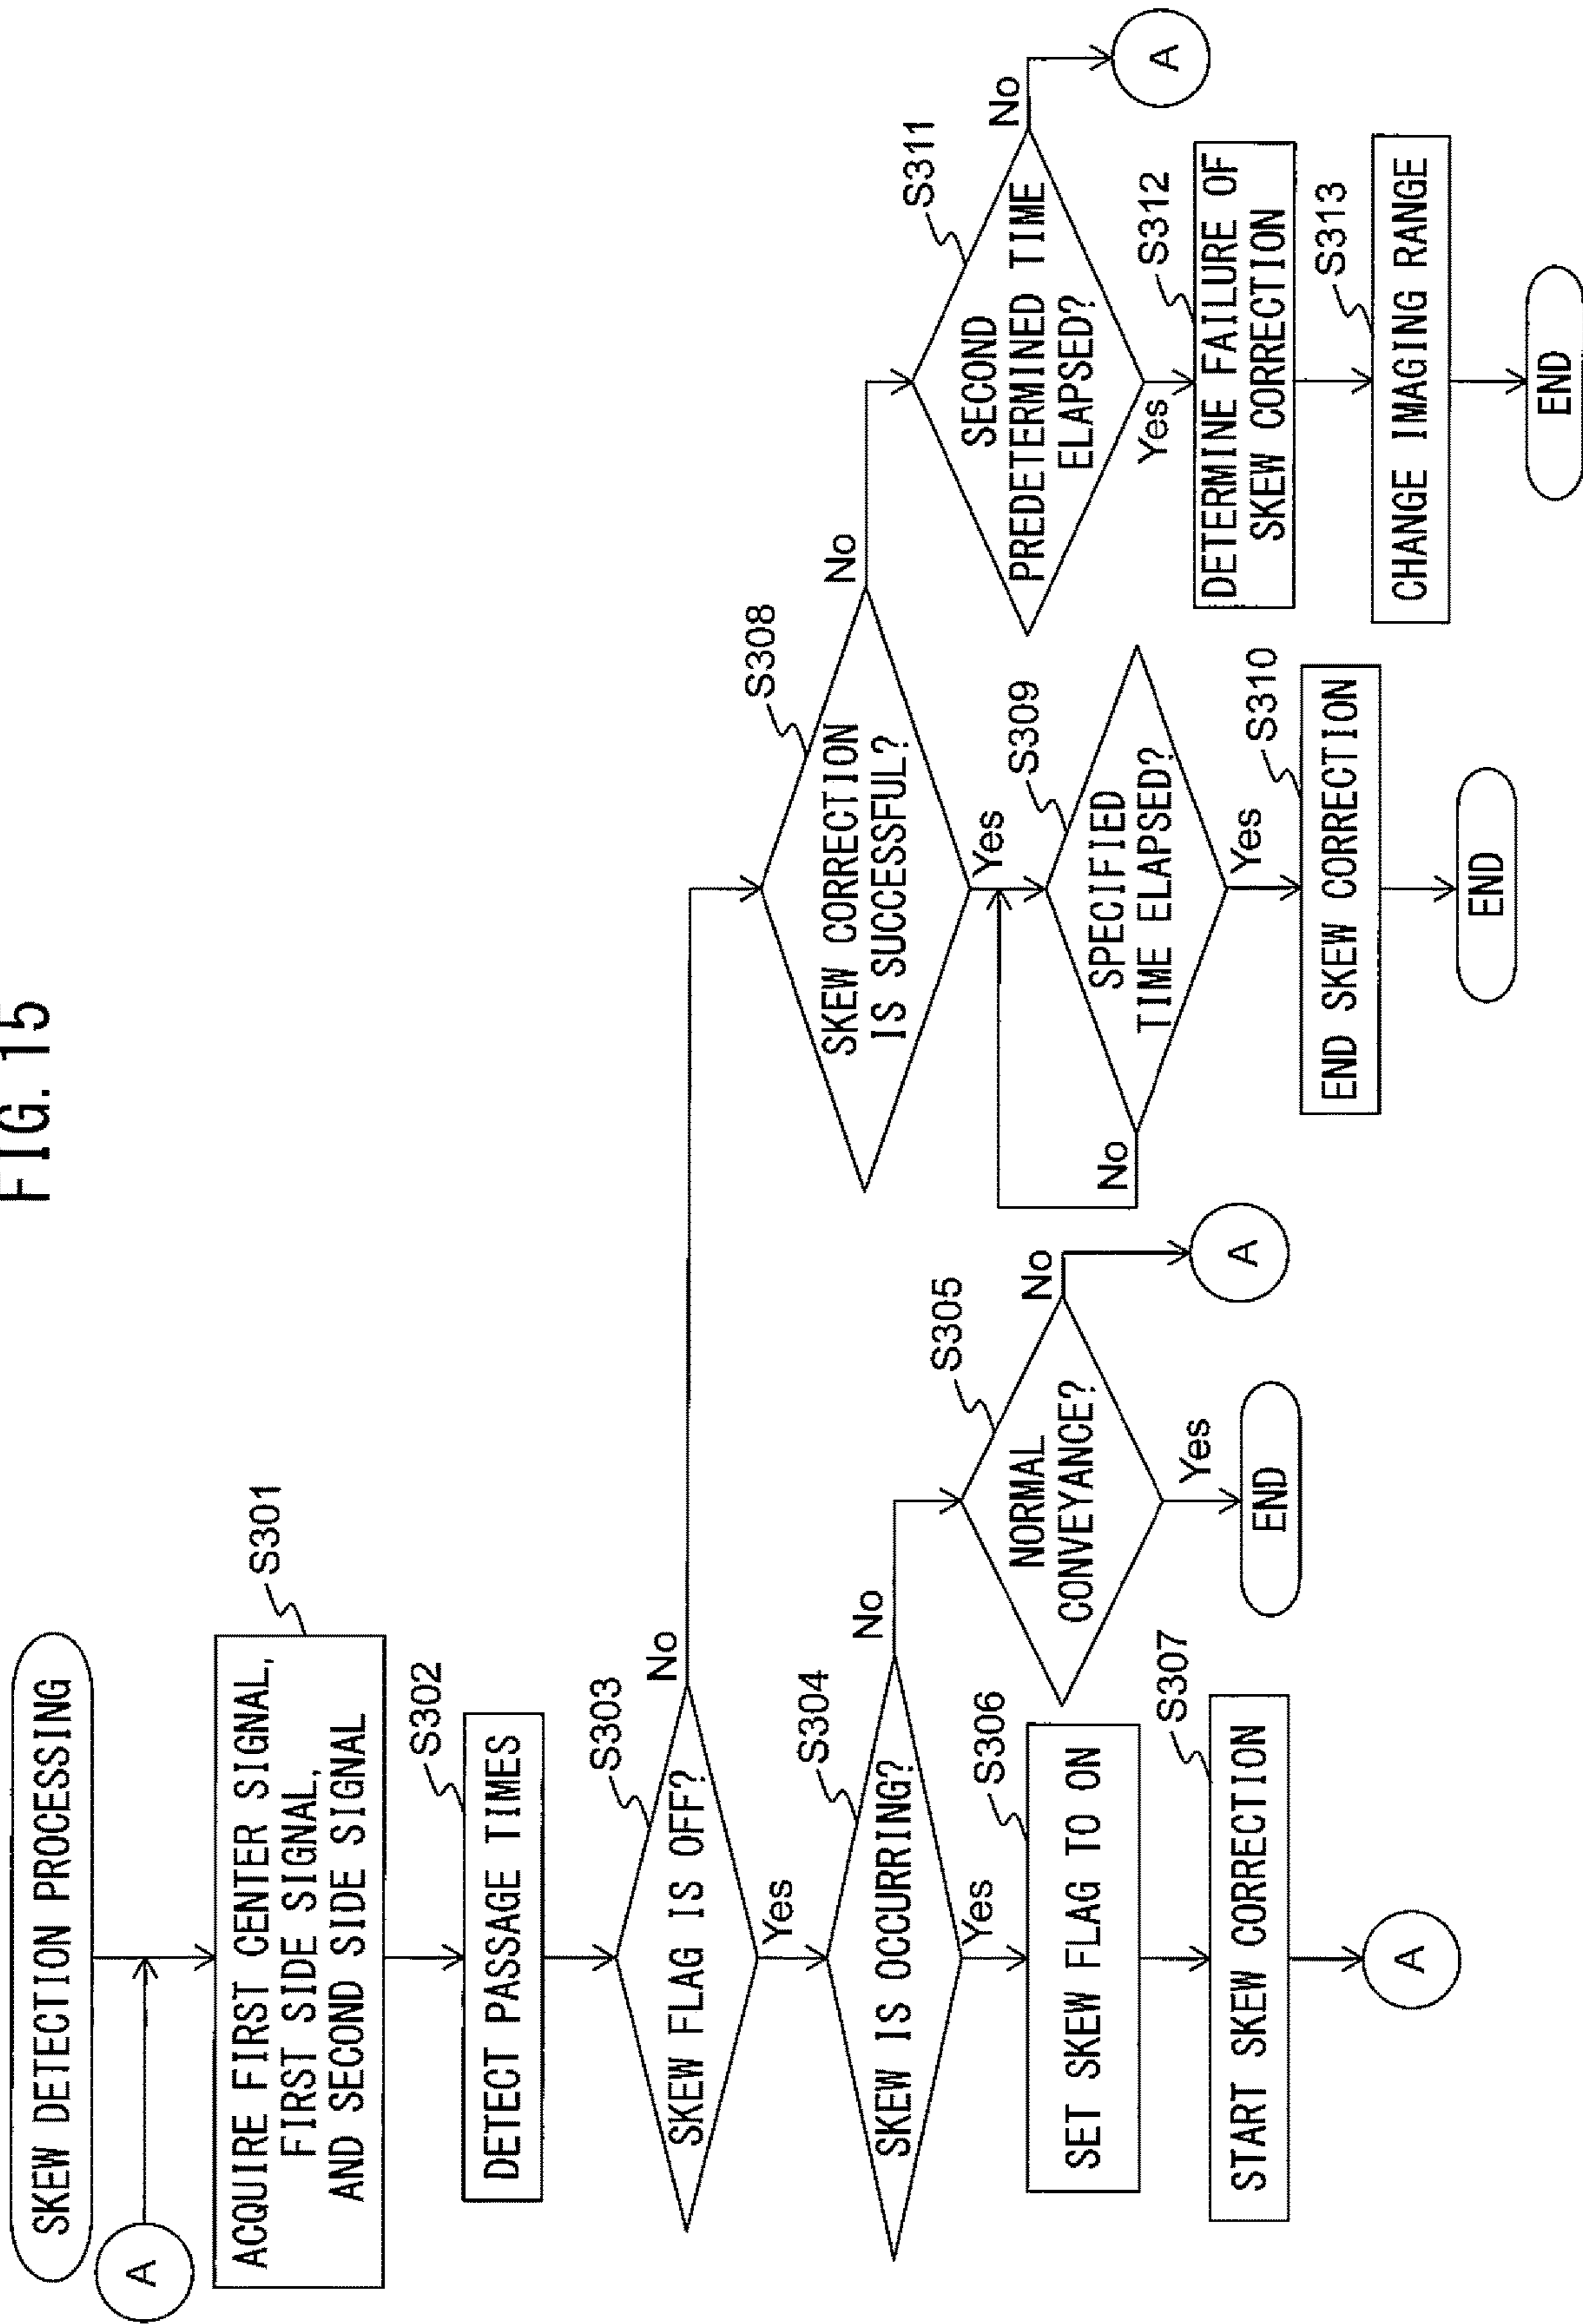 FIG. 15
SKEW DETECTION PROCESSING
A
ACQUIRE FIRST CENTER SIGNAL,
FIRST SIDE SIGNAL,
AND SECOND SIDE SIGNAL
S301
DETECT PASSAGE TIMES
S302
SKEW FLAG IS OFF?
S303
No
Yes
SKEW IS OCCURRING?
S304
No
Yes
NORMAL
CONVEYANCE?
S305
No
A
Yes
END
SET SKEW FLAG TO ON
S306
START SKEW CORRECTION
S307
A
SKEW CORRECTION
IS SUCCESSFUL?
S308
No
Yes
SPECIFIED
TIME ELAPSED?
S309
No
Yes
END SKEW CORRECTION
S310
END
SECOND
PREDETERMINED TIME
ELAPSED?
S311
No
A
Yes
DETERMINE FAILURE OF
SKEW CORRECTION
S312
CHANGE IMAGING RANGE
S313
END